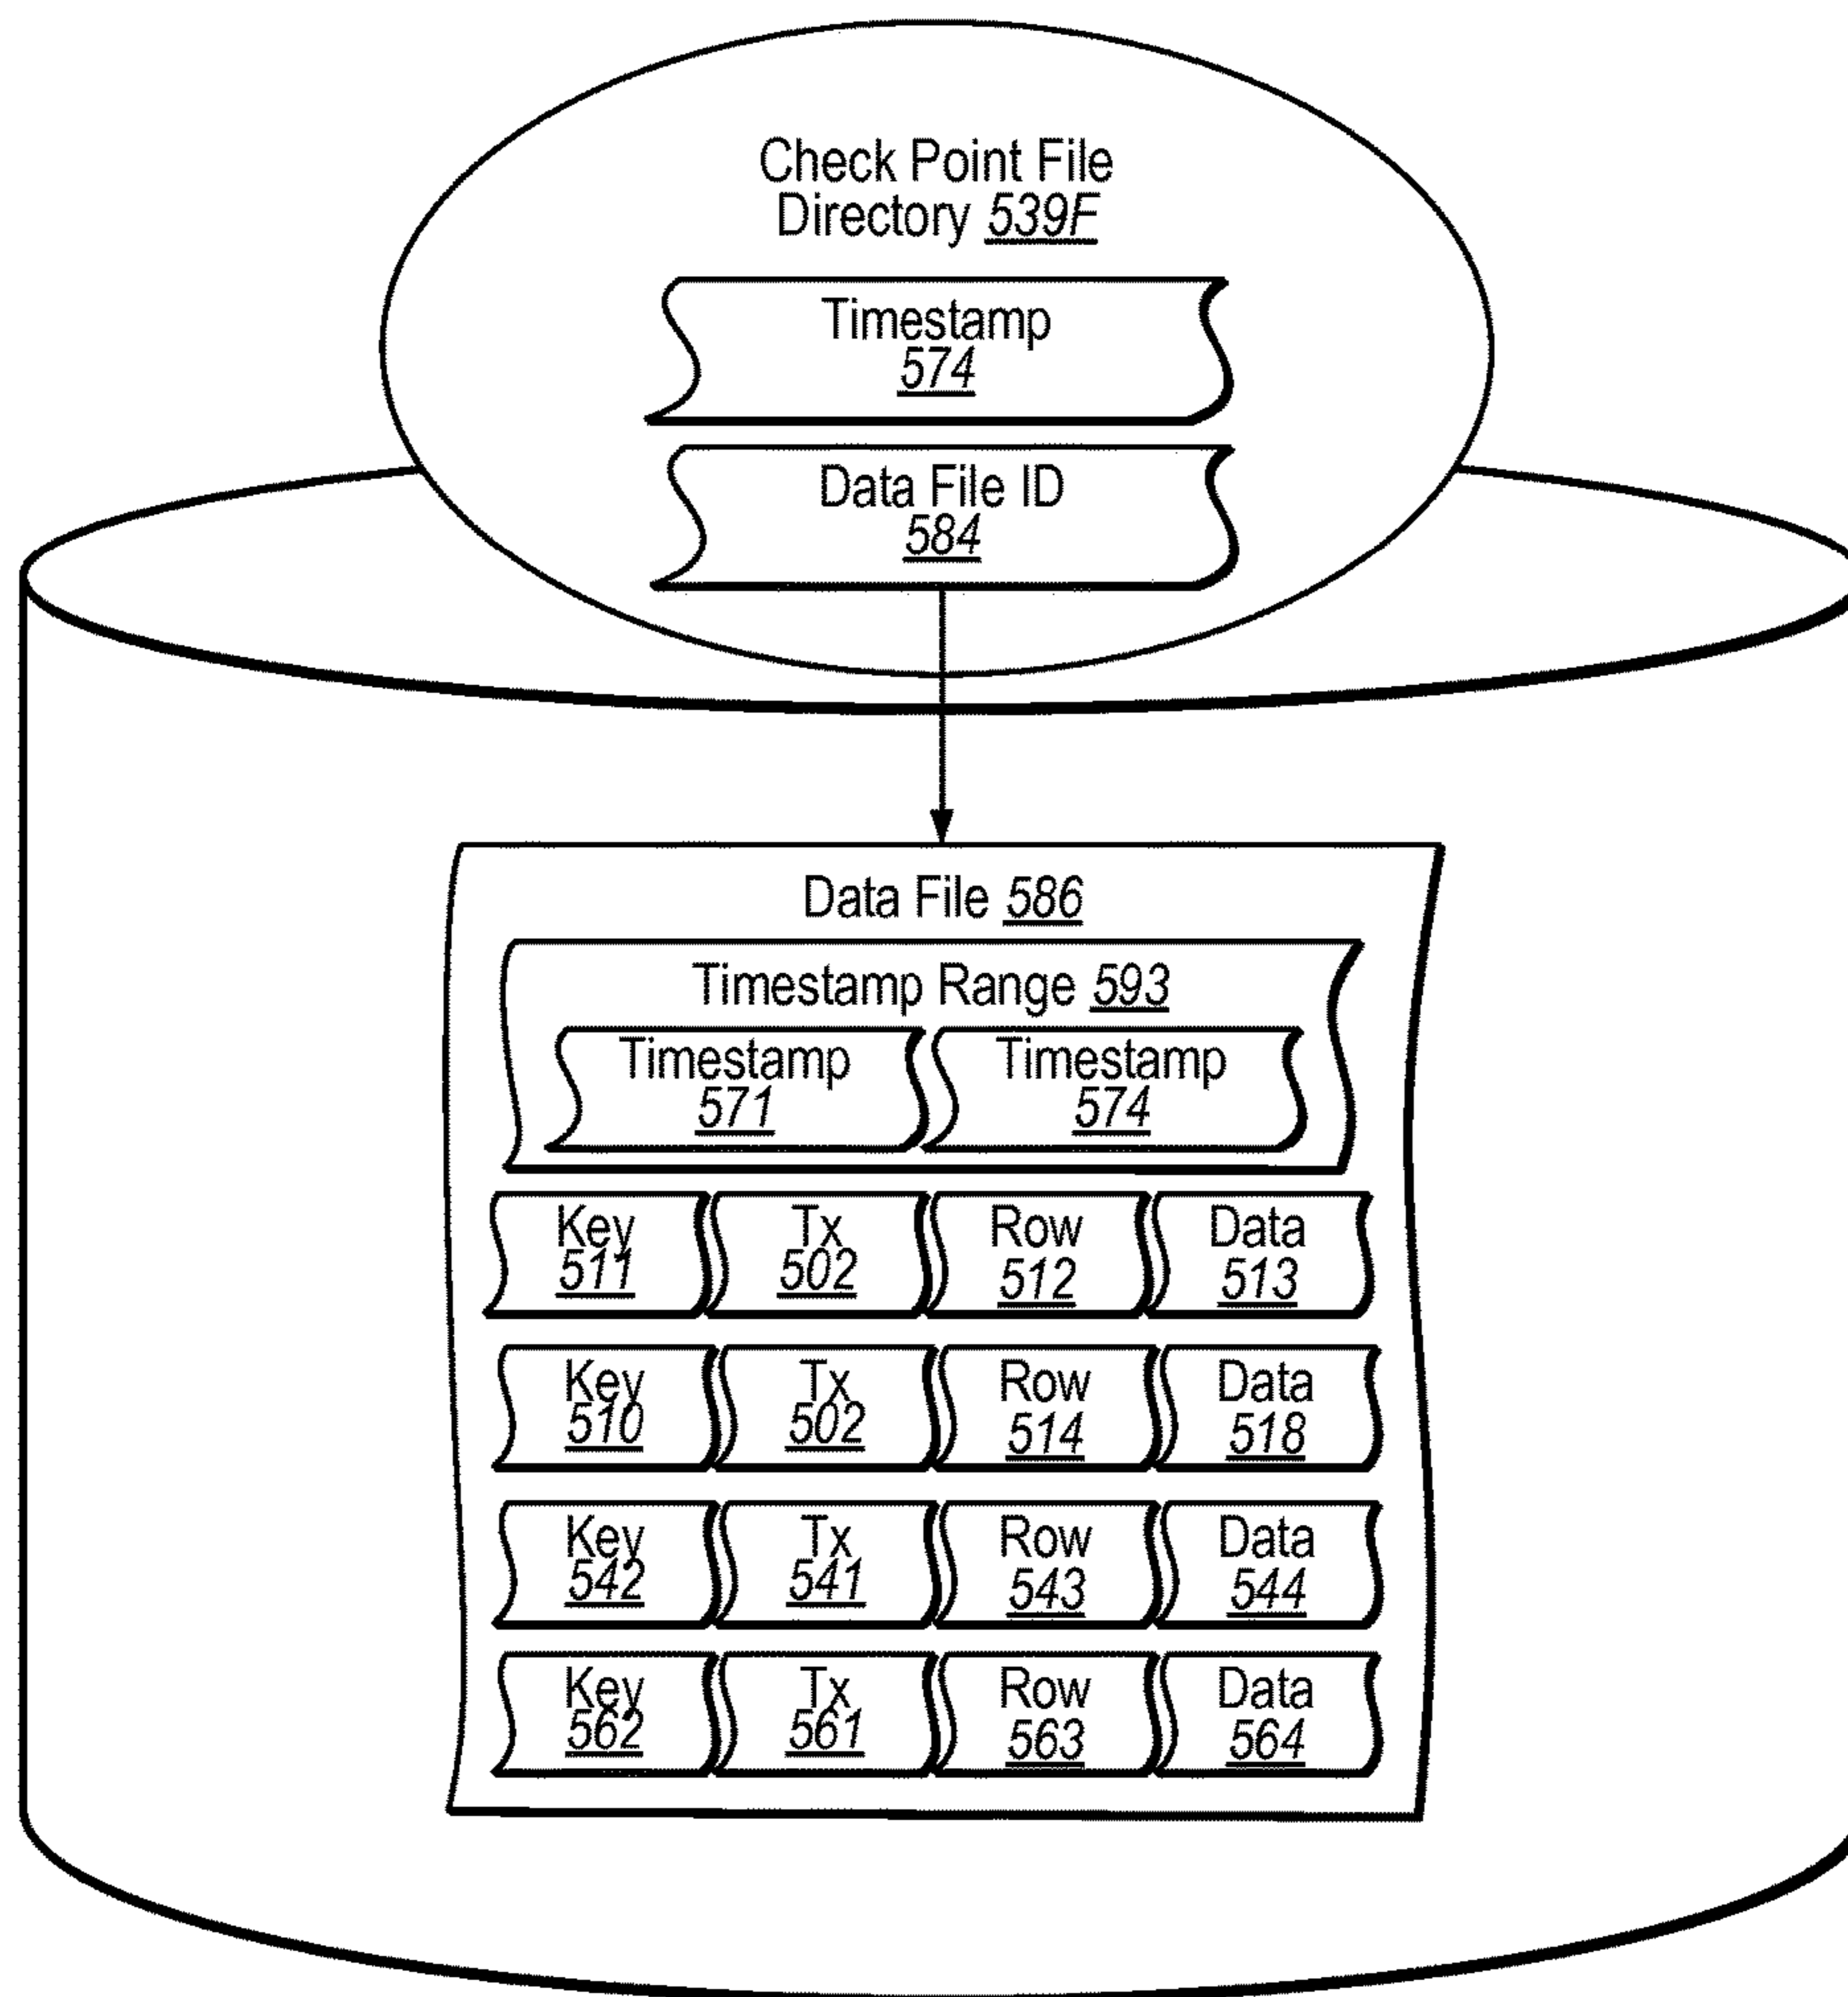 Check Point File
Directory 539F
Timestamp
574
Data File ID
584
Data File 586
Timestamp Range 593
Timestamp Timestamp
571 574
Key Tx Row Data
511 502 512 513
Key Tx Row Data
510 502 514 518
Key Tx Row Data
542 541 543 544
Key Tx Row Data
562 561 563 564